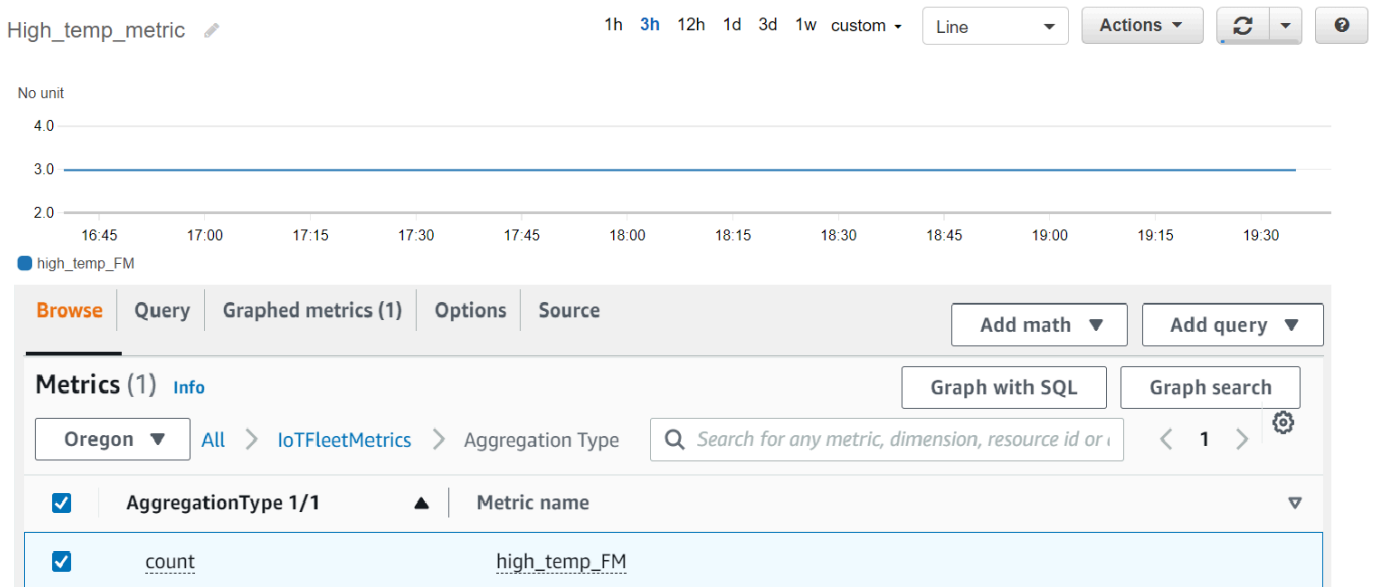 High_temp_metric 1h 3h 12h 1d 3d 1w custom Line Actions
No unit
4.0
3.0
2.0
16:45 17:00 17:15 17:30 17:45 18:00 18:15 18:30 18:45 19:00 19:15 19:30
high_temp_FM
Browse Query Graphed metrics (1) Options Source Add math Add query
Metrics (1) Info Graph with SQL Graph search
Oregon All IoTFleetMetrics Aggregation Type Search for any metric, dimension, resource id or 1
AggregationType 1/1 Metric name
count high_temp_FM